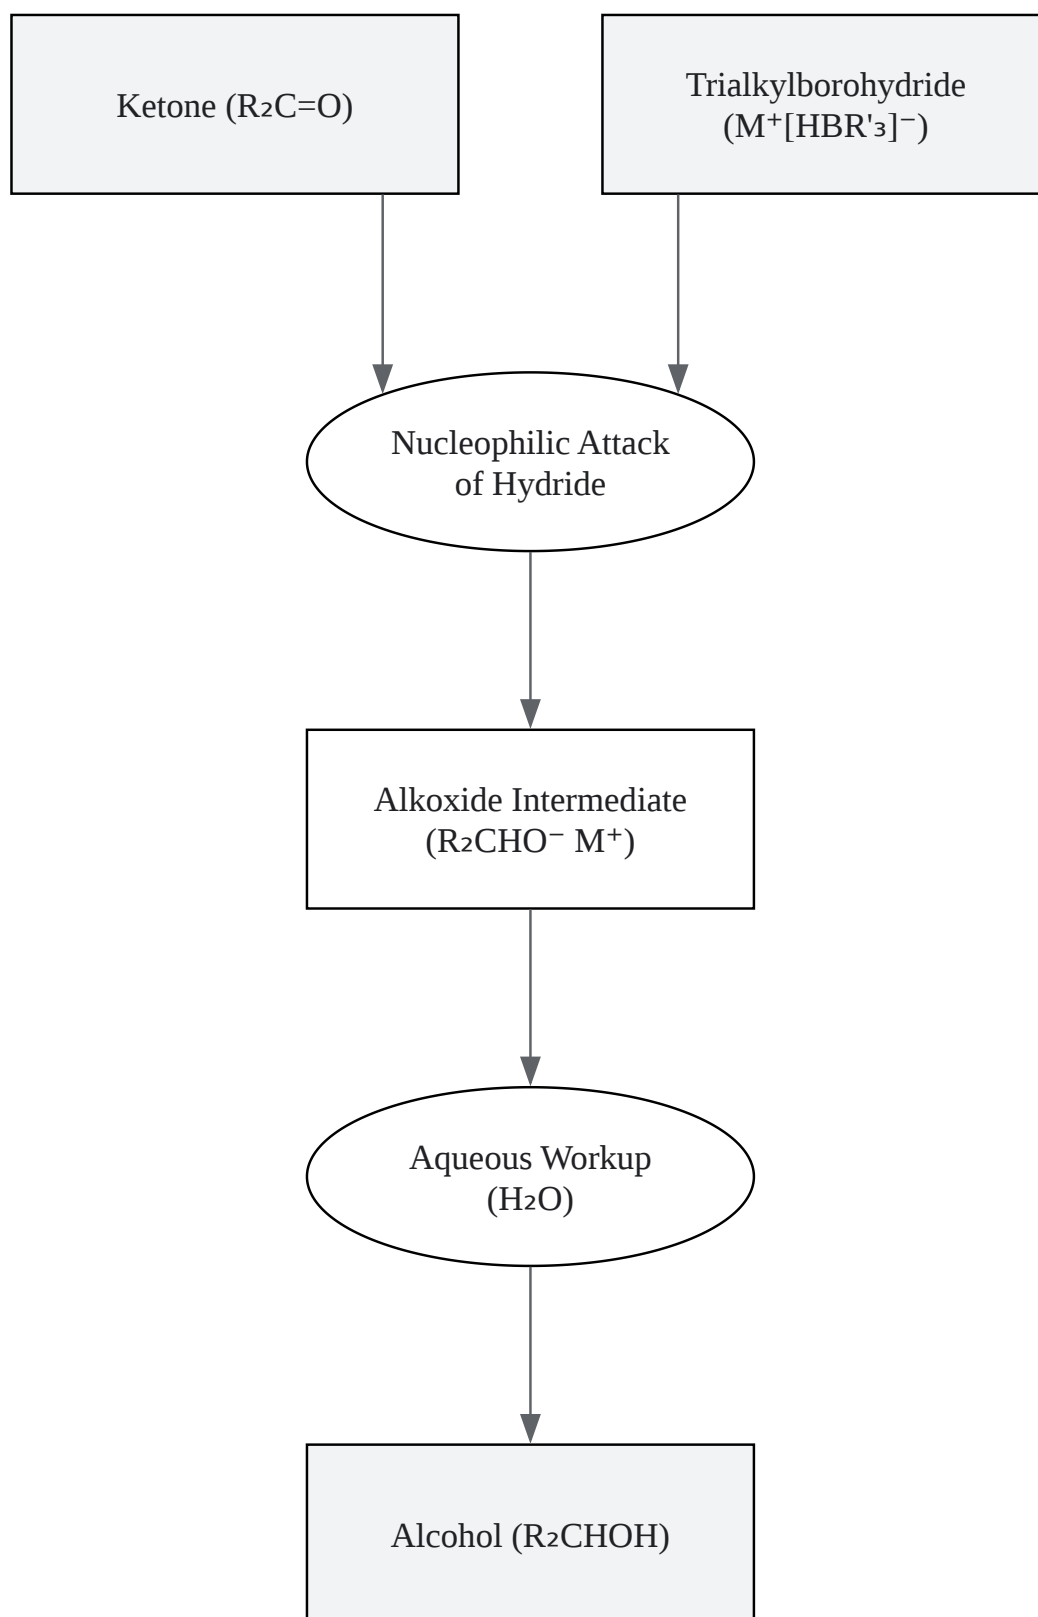 Ketone (R₂C=O)
Trialkylborohydride
(M⁺[HBR'₃]⁻)
Nucleophilic Attack
of Hydride
Alkoxide Intermediate
(R₂CHO⁻ M⁺)
Aqueous Workup
(H₂O)
Alcohol (R₂CHOH)